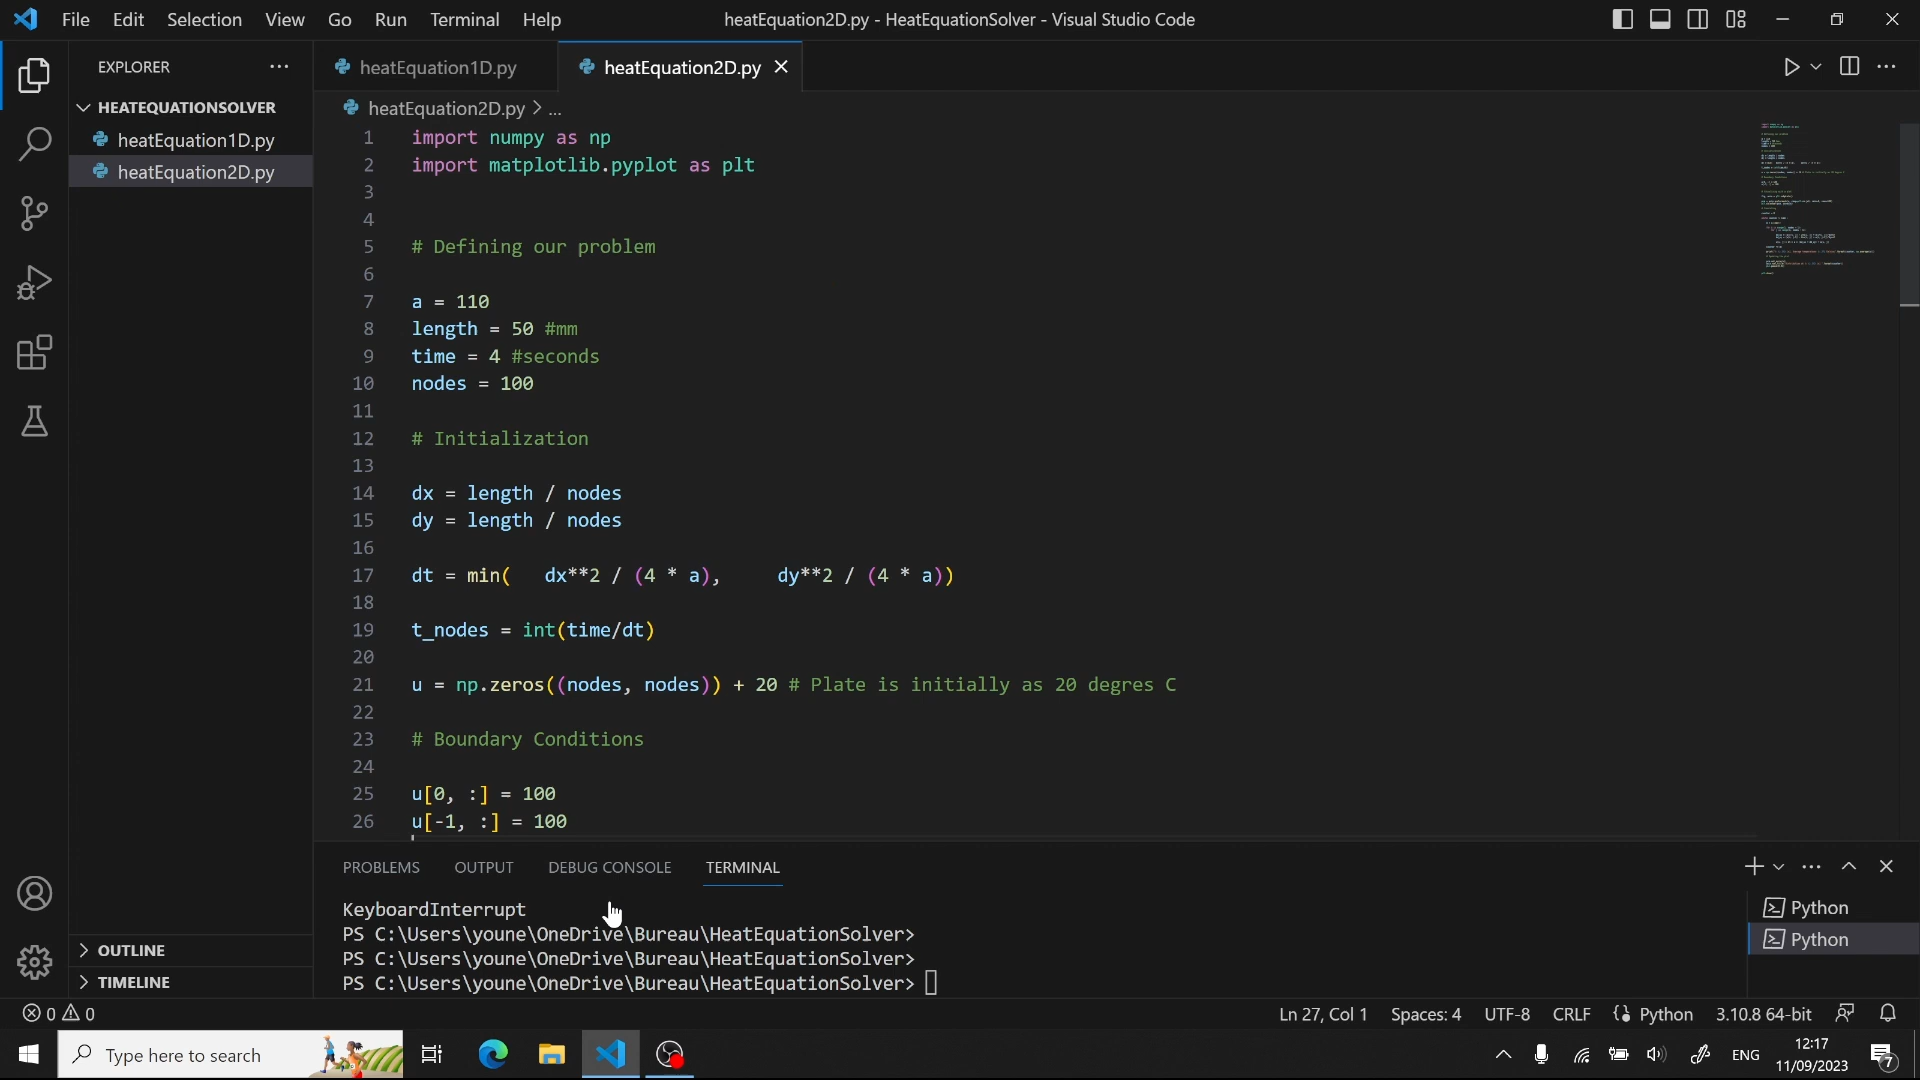 File Edit Selection View Go Run Terminal Help
heatEquation2D.py - HeatEquationSolver - Visual Studio Code
EXPLORER
HEATEQUATIONSOLVER
heatEquation1D.py
heatEquation2D.py
OUTLINE
TIMELINE
heatEquation1D.py heatEquation2D.py
heatEquation2D.py > ...
1 import numpy as np
2 import matplotlib.pyplot as plt
3
4
5 # Defining our problem
6
7 a = 110
8 length = 50 #mm
9 time = 4 #seconds
10 nodes = 100
11
12 # Initialization
13
14 dx = length / nodes
15 dy = length / nodes
16
17 dt = min(   dx**2 / (4 * a),     dy**2 / (4 * a))
18
19 t_nodes = int(time/dt)
20
21 u = np.zeros((nodes, nodes)) + 20 # Plate is initially as 20 degres C
22
23 # Boundary Conditions
24
25 u[0, :] = 100
26 u[-1, :] = 100
PROBLEMS OUTPUT DEBUG CONSOLE TERMINAL
KeyboardInterrupt
PS C:\Users\youne\OneDrive\Bureau\HeatEquationSolver>
PS C:\Users\youne\OneDrive\Bureau\HeatEquationSolver>
PS C:\Users\youne\OneDrive\Bureau\HeatEquationSolver>
Python
Python
0 0
Ln 27, Col 1 Spaces: 4 UTF-8 CRLF Python 3.10.8 64-bit
Type here to search
ENG
12:17
11/09/2023
7